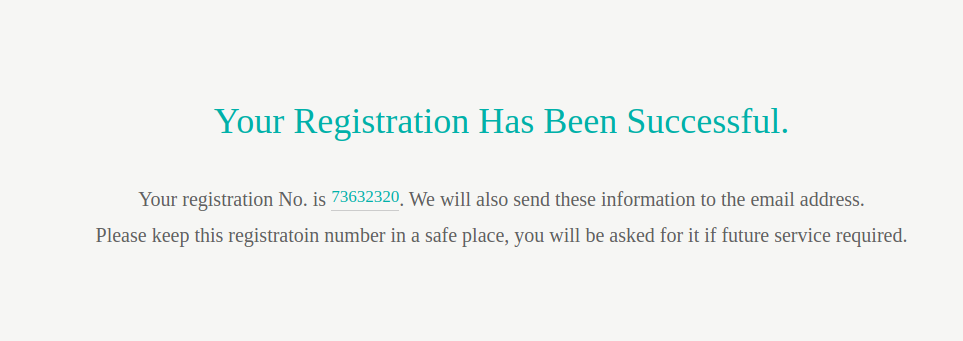 Your Registration Has Been Successful.
Your registration No. is 73632320. We will also send these information to the email address.
Please keep this registratoin number in a safe place, you will be asked for it if future service required.